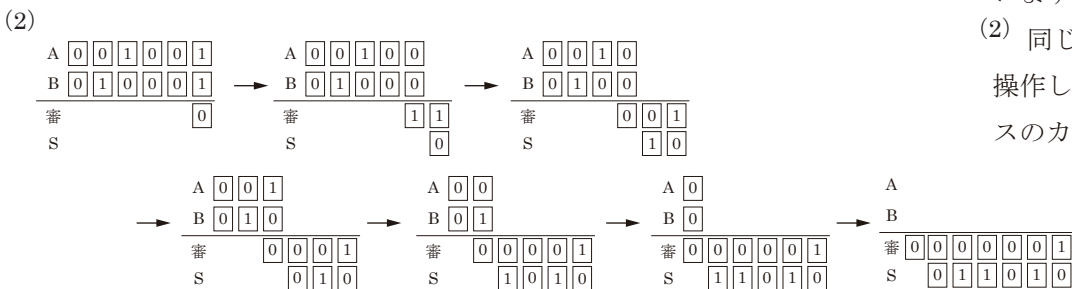 (2)
A 0 0 1 0 0 1
B 0 1 0 0 0 1
審 0
S
A 0 0 1 0 0
B 0 1 0 0 0
審 1 1
S 0
A 0 0 1 0
B 0 1 0 0
審 0 0 1
S 1 0
A 0 0 1
B 0 1 0
審 0 0 0 1
S 0 1 0
A 0 0
B 0 1
審 0 0 0 0 1
S 1 0 1 0
A 0
B 0
審 0 0 0 0 0 1
S 1 1 0 1 0
A
B
審 0 0 0 0 0 0 1
S 0 1 1 0 1 0
(2) 同じ
操作し
スのカ